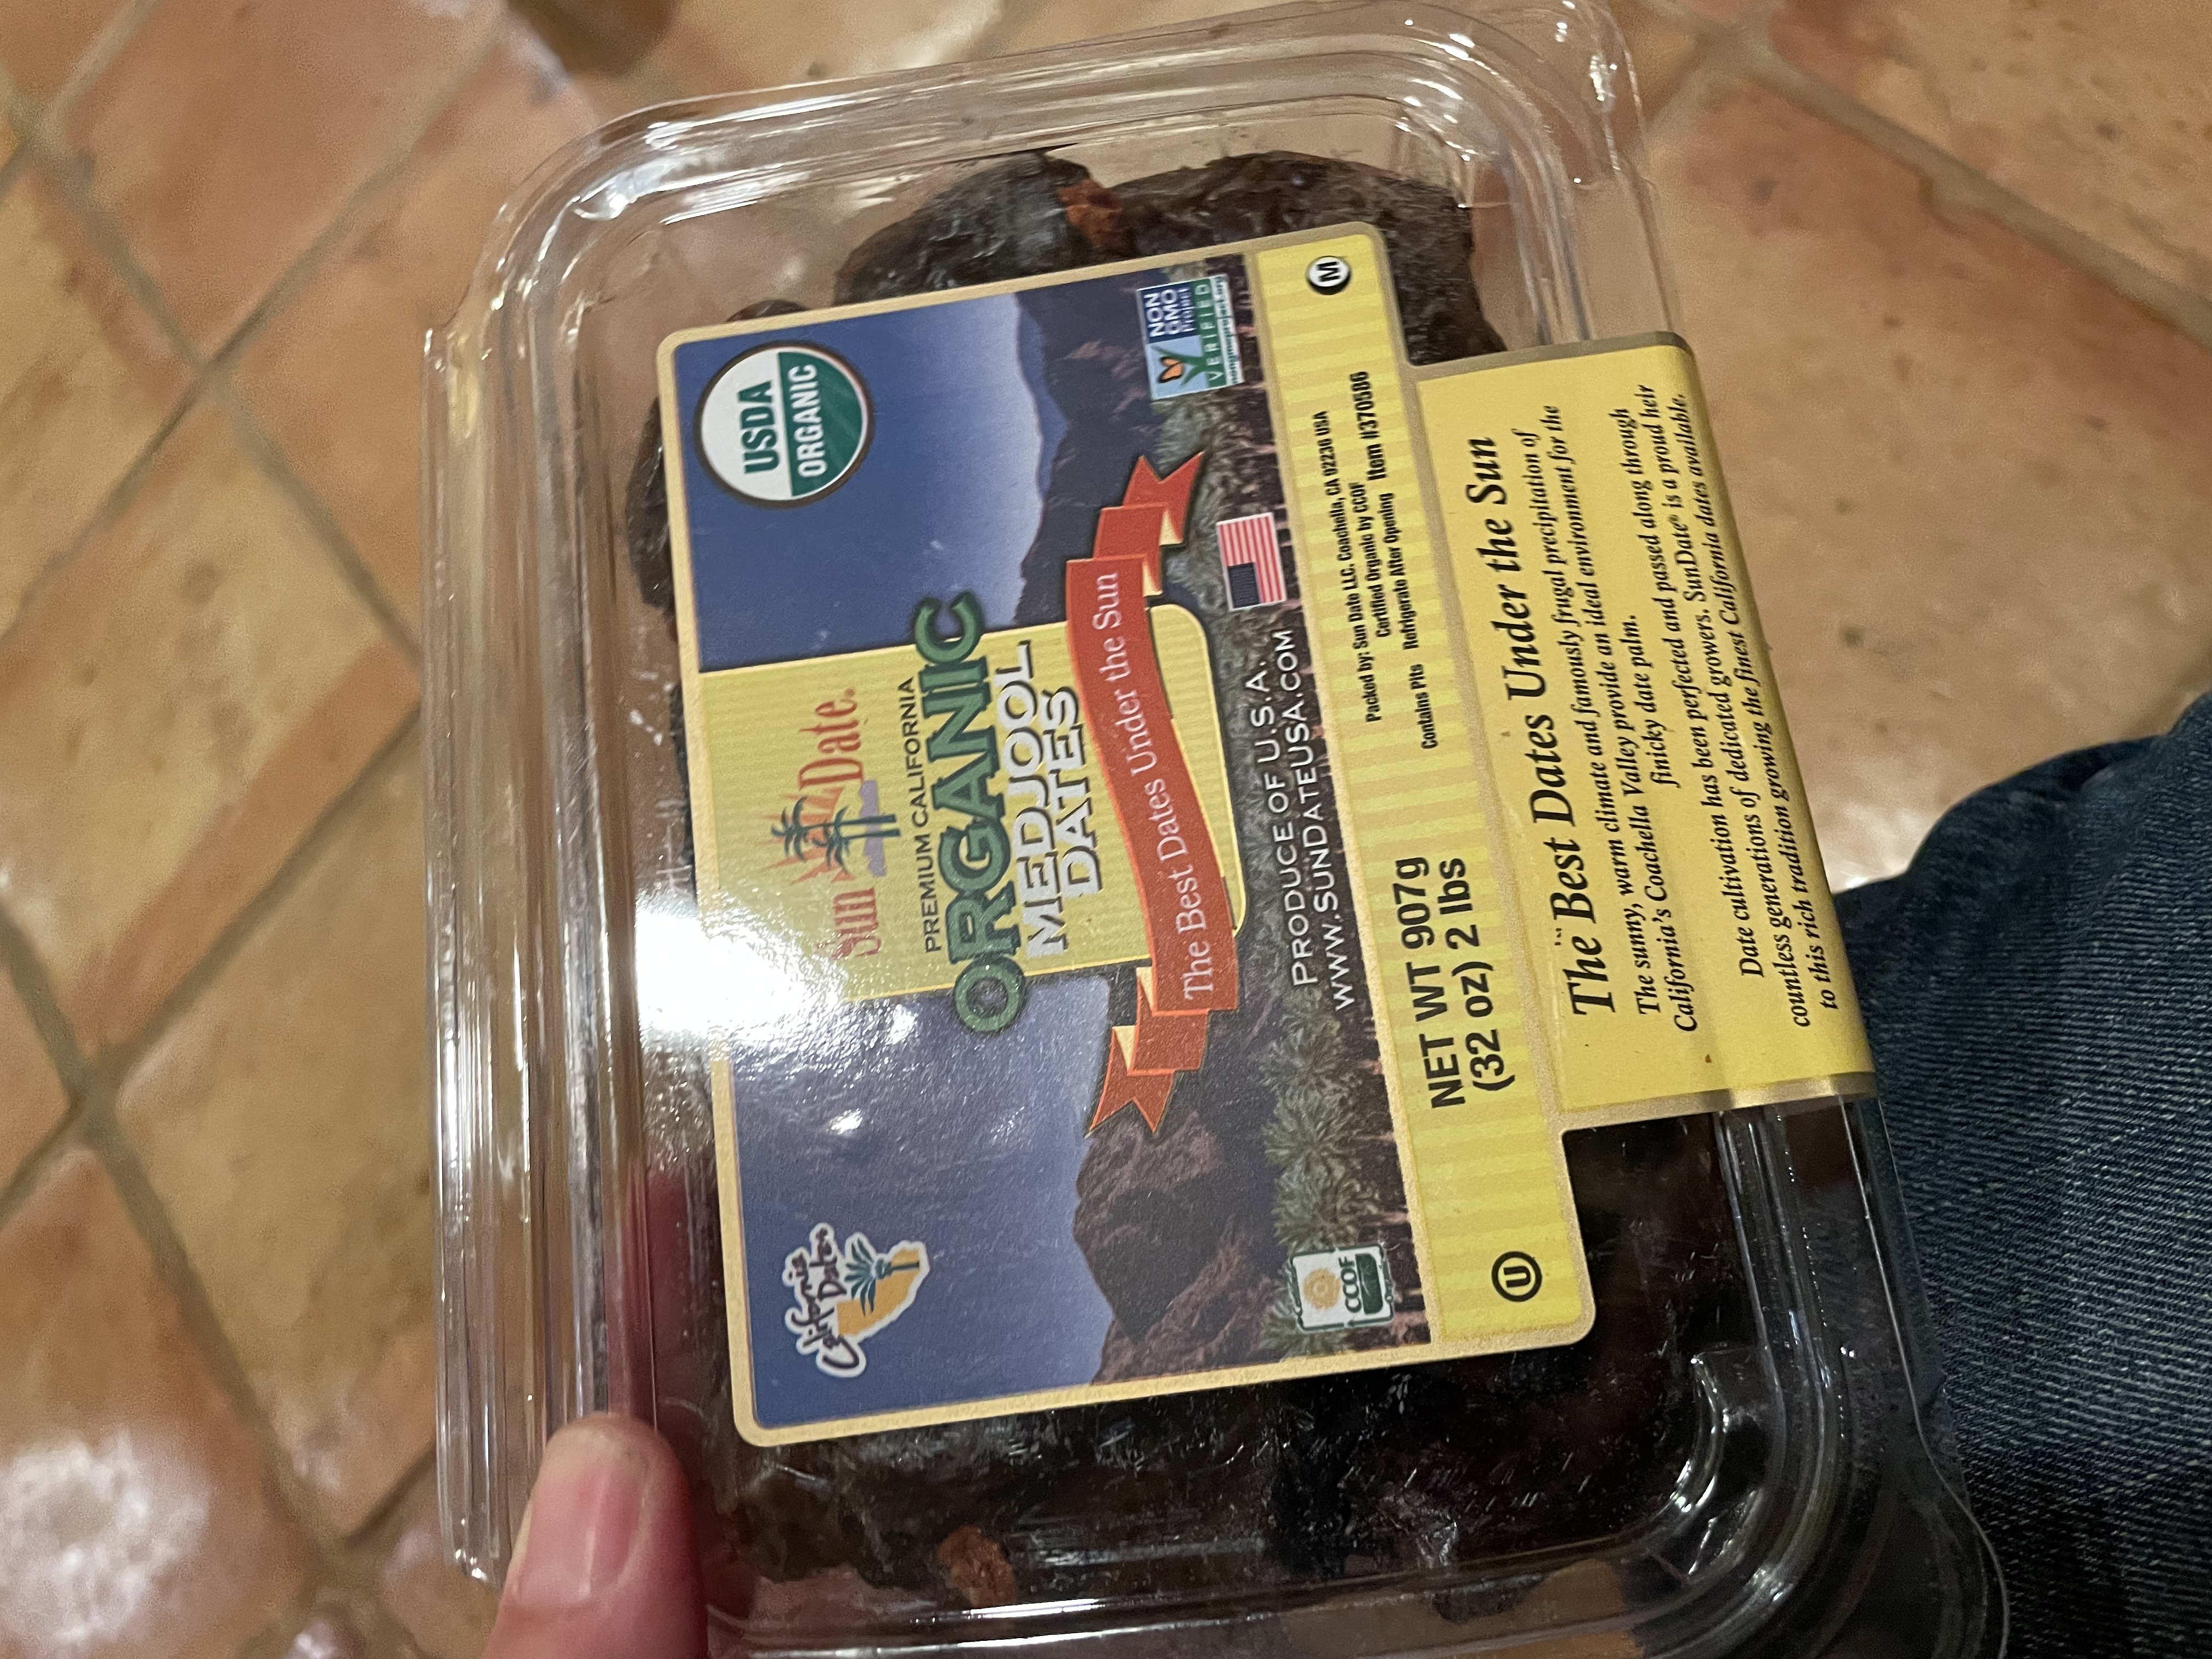 USDA
ORGANIC
Sun Date®
PREMIUM CALIFORNIA
ORGANIC
MEDJOOL
DATES
The Best Dates Under the Sun
California
Dates
NON
GMO
Project
VERIFIED
nongmoproject.org
PRODUCE OF U.S.A.
WWW.SUNDATEUSA.COM
CCOF
M
Packed by: Sun Date LLC. Coachella, CA 92236 USA
Certified Organic by CCOF
Contains Pits Refrigerate After Opening Item #370586
NET WT 907g
(32 oz) 2 lbs
U
The Best Dates Under the Sun
The sunny, warm climate and famously frugal precipitation of
California's Coachella Valley provide an ideal environment for the
finicky date palm.
Date cultivation has been perfected and passed along through
countless generations of dedicated growers. SunDate® is a proud heir
to this rich tradition growing the finest California dates available.